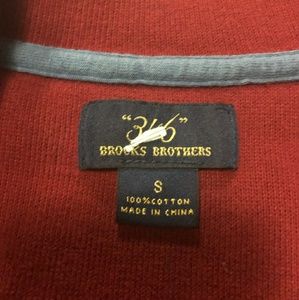 "346"
BROOKS BROTHERS
S
100% COTTON
MADE IN CHINA